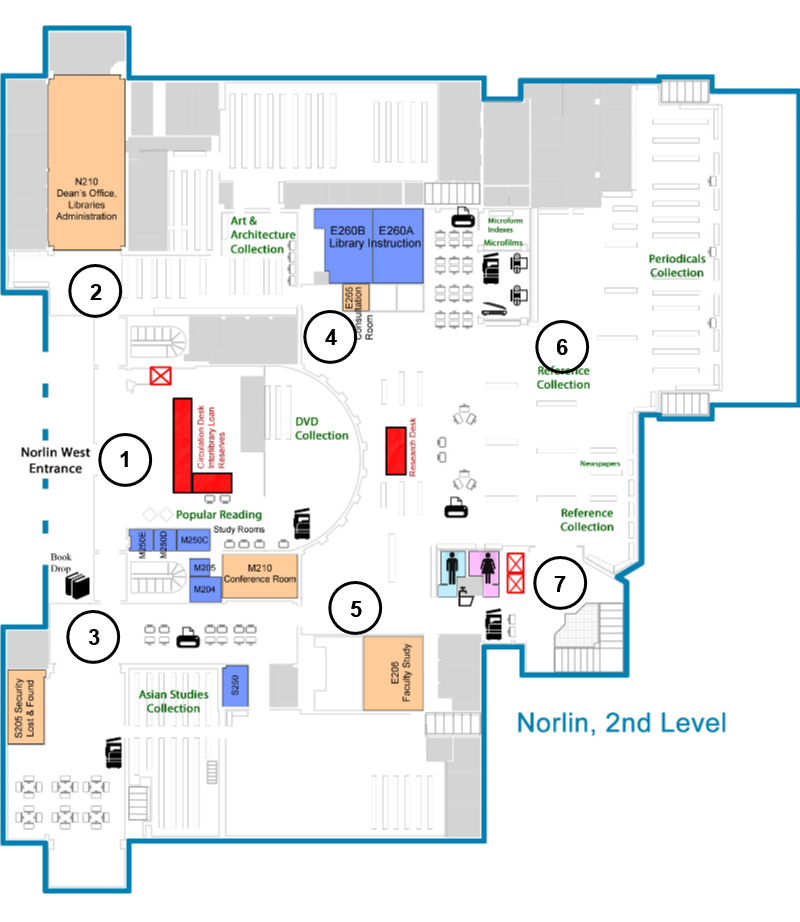 N210
Dean's Office,
Libraries
Administration
Art &
Architecture
Collection
E260B
E260A
Library Instruction
Microform
Indexes
Microfilms
Periodicals
Collection
2
E265
Consultation
Room
4
6
Reference
Collection
Norlin West
Entrance
1
Circulation Desk
Interlibrary Loan
Reserves
DVD
Collection
Research Desk
Newspapers
Reference
Collection
Popular Reading
Study Rooms
M250E
M250D
M250C
Book
Drop
M205
M204
M210
Conference Room
7
5
3
E206
Faculty Study
S205 Security
Lost & Found
Asian Studies
Collection
S250
Norlin, 2nd Level